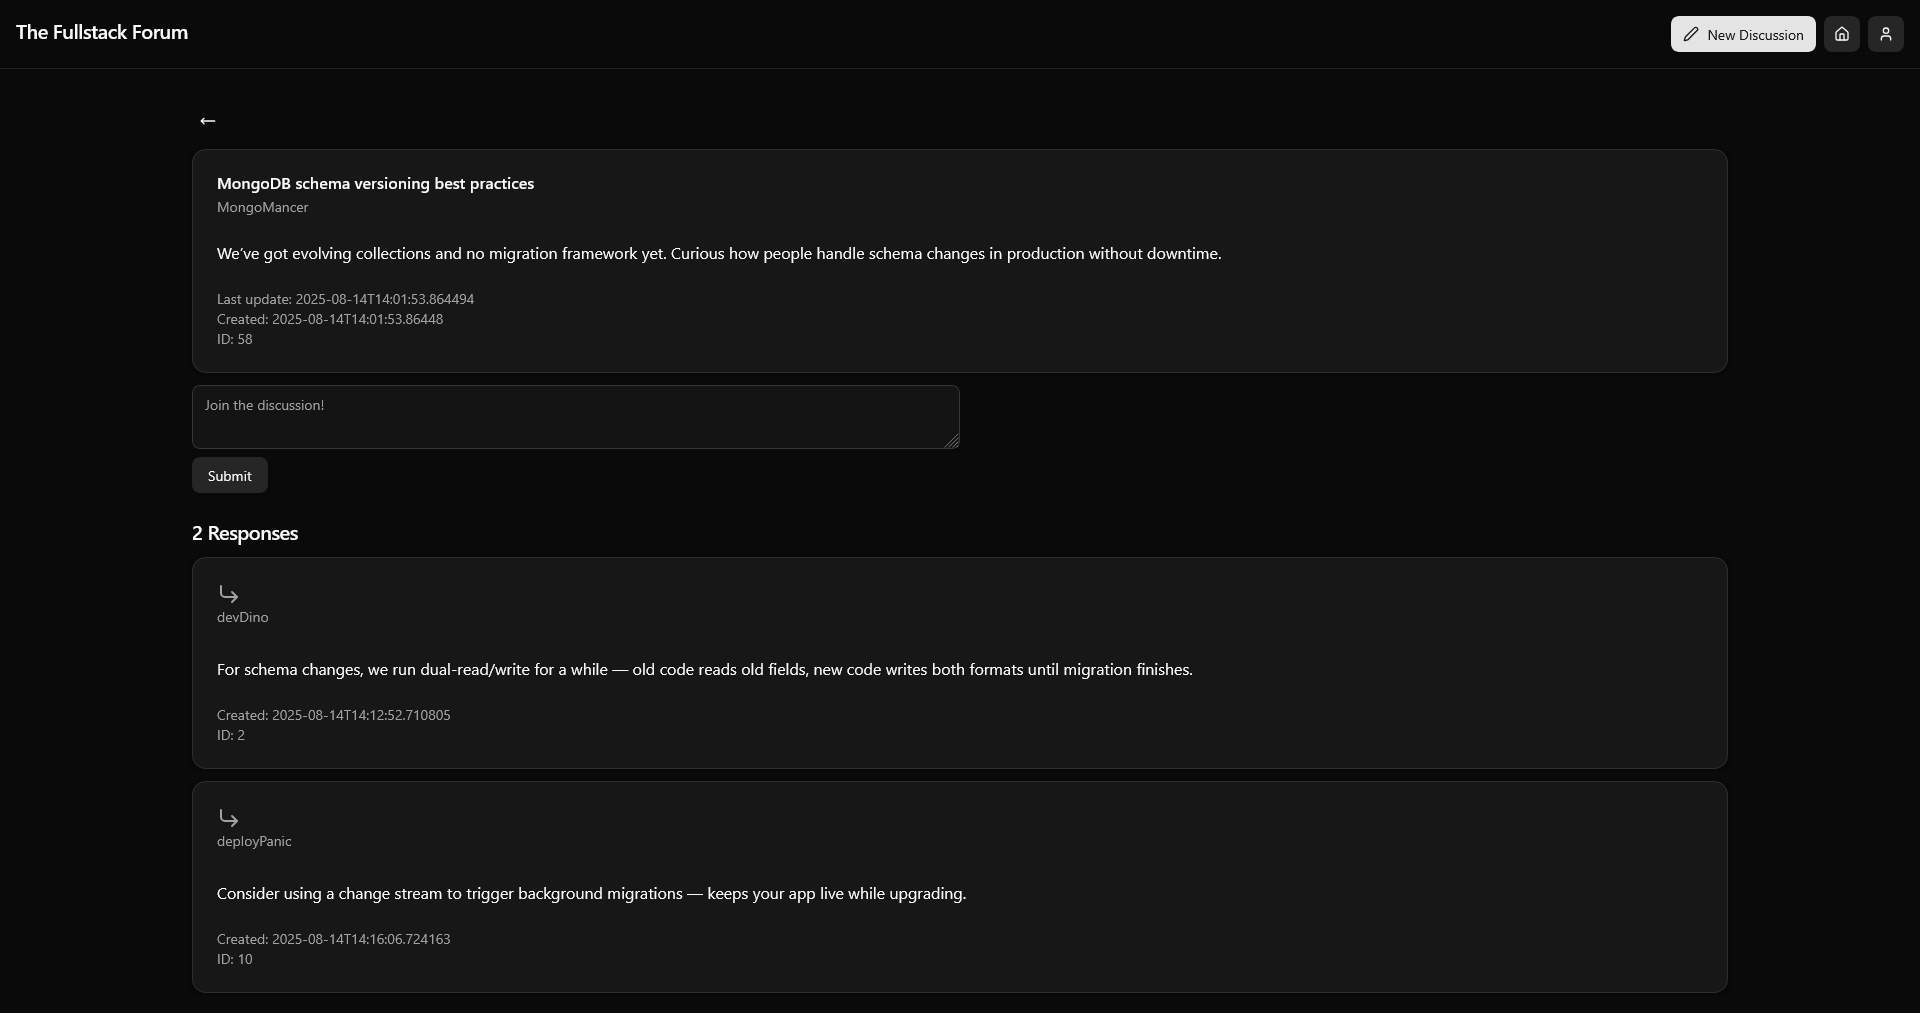 The Fullstack Forum
New Discussion
←
MongoDB schema versioning best practices
MongoMancer
We’ve got evolving collections and no migration framework yet. Curious how people handle schema changes in production without downtime.
Last update: 2025-08-14T14:01:53.864494
Created: 2025-08-14T14:01:53.86448
ID: 58
Join the discussion!
Submit
2 Responses
devDino
For schema changes, we run dual-read/write for a while — old code reads old fields, new code writes both formats until migration finishes.
Created: 2025-08-14T14:12:52.710805
ID: 2
deployPanic
Consider using a change stream to trigger background migrations — keeps your app live while upgrading.
Created: 2025-08-14T14:16:06.724163
ID: 10